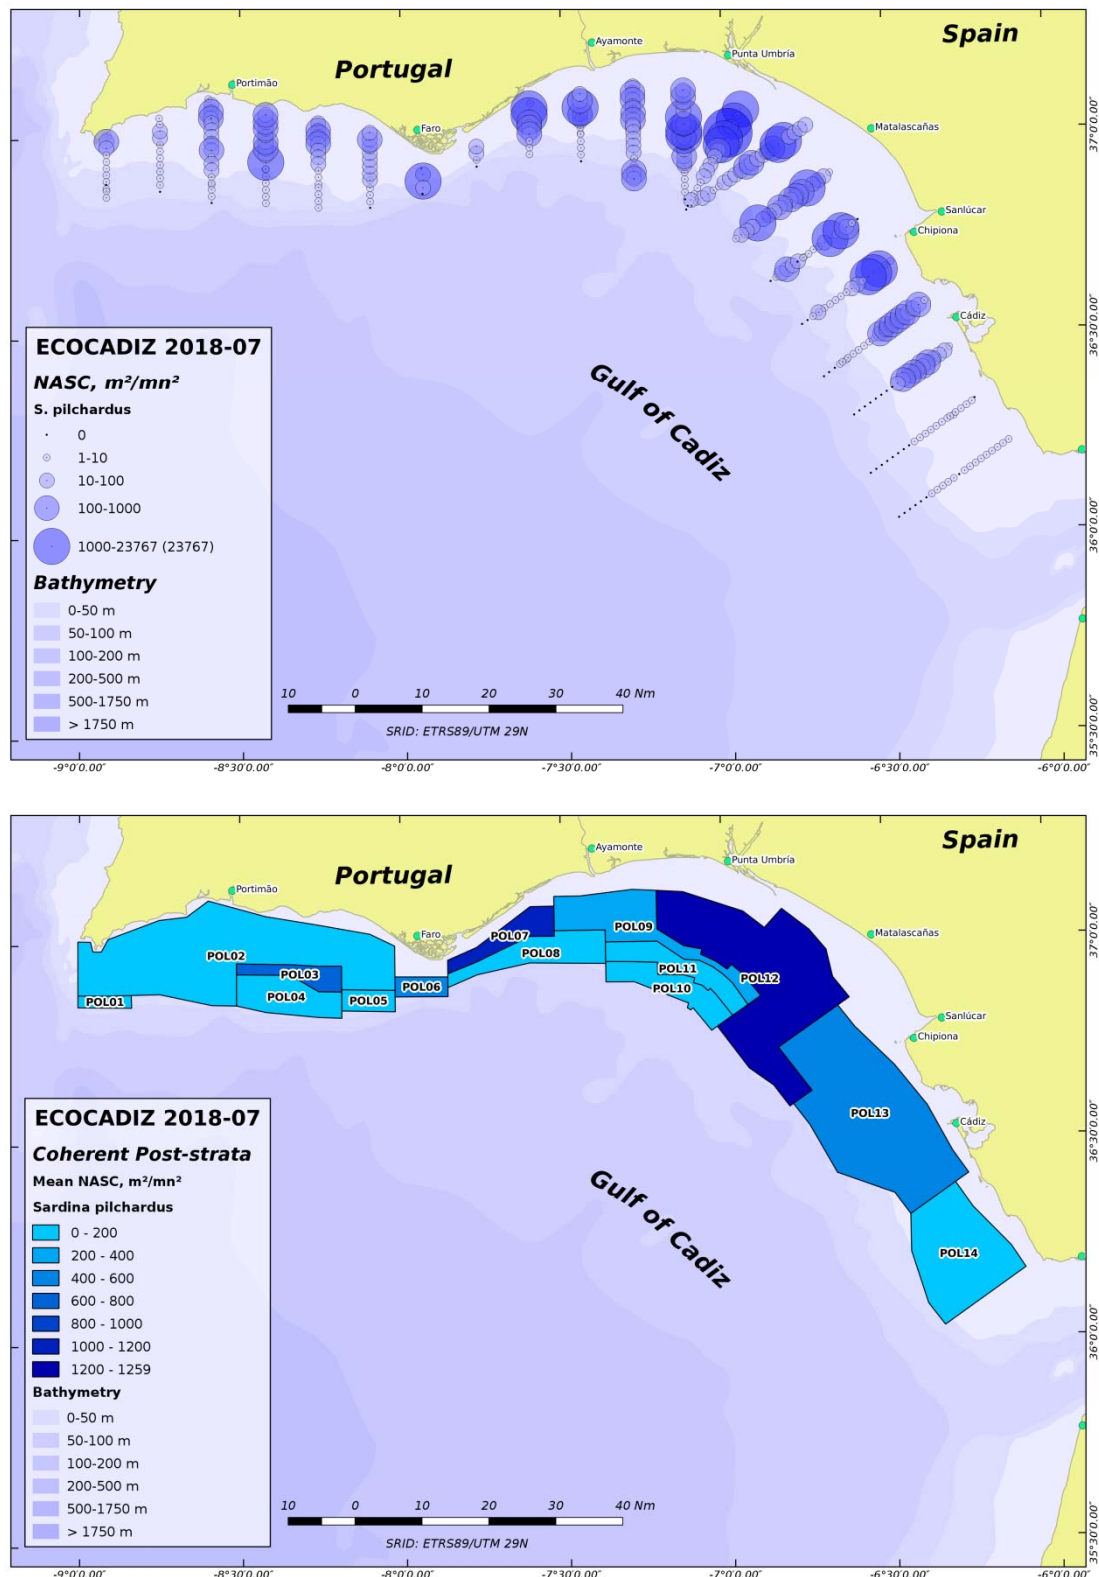 Spain
Portugal
Ayamonte
Punta Umbría
Portimão
Faro
Matalascañas
Sanlúcar
Chipiona
Cádiz
Gulf of Cadiz
ECOCADIZ 2018-07
NASC, m²/mn²
S. pilchardus
0
1-10
10-100
100-1000
1000-23767 (23767)
Bathymetry
0-50 m
50-100 m
100-200 m
200-500 m
500-1750 m
> 1750 m
10 0 10 20 30 40 Nm
SRID: ETRS89/UTM 29N
37°0'0.00"
36°30'0.00"
36°0'0.00"
35°30'0.00"
-9°0'0.00" -8°30'0.00" -8°0'0.00" -7°30'0.00" -7°0'0.00" -6°30'0.00" -6°0'0.00"
Spain
Portugal
Ayamonte
Punta Umbría
Portimão
Faro
Matalascañas
Sanlúcar
Chipiona
Cádiz
POL01
POL02
POL03
POL04
POL05
POL06
POL07
POL08
POL09
POL10
POL11
POL12
POL13
POL14
Gulf of Cadiz
ECOCADIZ 2018-07
Coherent Post-strata
Mean NASC, m²/mn²
Sardina pilchardus
0 - 200
200 - 400
400 - 600
600 - 800
800 - 1000
1000 - 1200
1200 - 1259
Bathymetry
0-50 m
50-100 m
100-200 m
200-500 m
500-1750 m
> 1750 m
10 0 10 20 30 40 Nm
SRID: ETRS89/UTM 29N
37°0'0.00"
36°30'0.00"
36°0'0.00"
35°30'0.00"
-9°0'0.00" -8°30'0.00" -8°0'0.00" -7°30'0.00" -7°0'0.00" -6°30'0.00" -6°0'0.00"